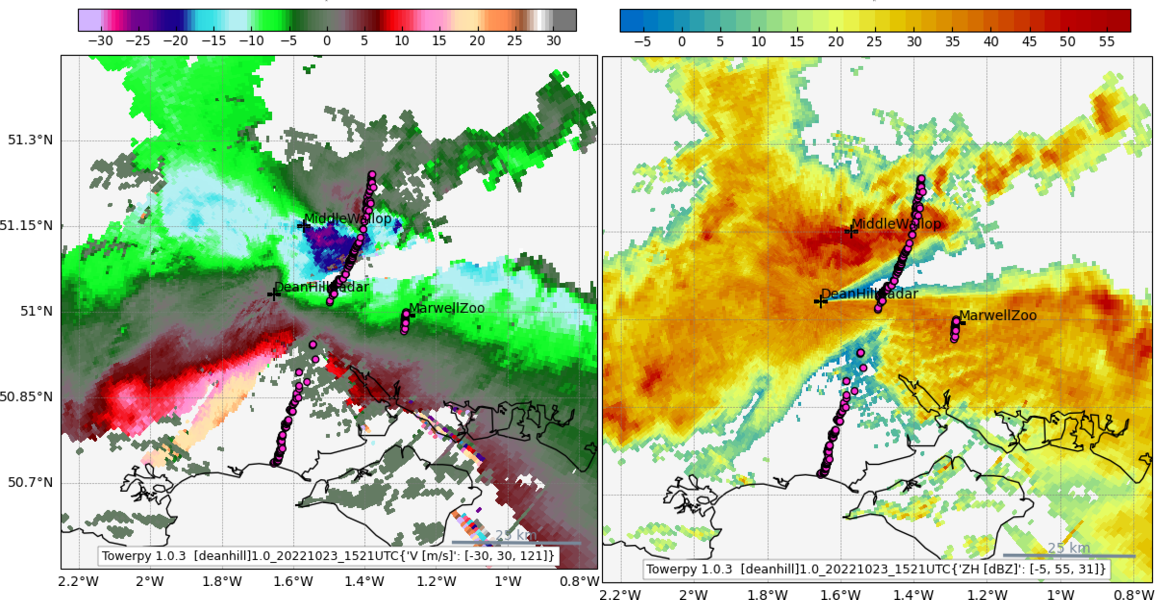 −30 −25 −20 −15 −10 −5 0 5 10 15 20 25 30
−5 0 5 10 15 20 25 30 35 40 45 50 55
51.3°N
51.15°N
51°N
50.85°N
50.7°N
MiddleWallop
DeanHillRadar
MarwellZoo
25 km
Towerpy 1.0.3 [deanhill]1.0_20221023_1521UTC{'V [m/s]': [-30, 30, 121]}
2.2°W 2°W 1.8°W 1.6°W 1.4°W 1.2°W 1°W 0.8°W
MiddleWallop
DeanHillRadar
MarwellZoo
25 km
Towerpy 1.0.3 [deanhill]1.0_20221023_1521UTC{'ZH [dBZ]': [-5, 55, 31]}
2.2°W 2°W 1.8°W 1.6°W 1.4°W 1.2°W 1°W 0.8°W